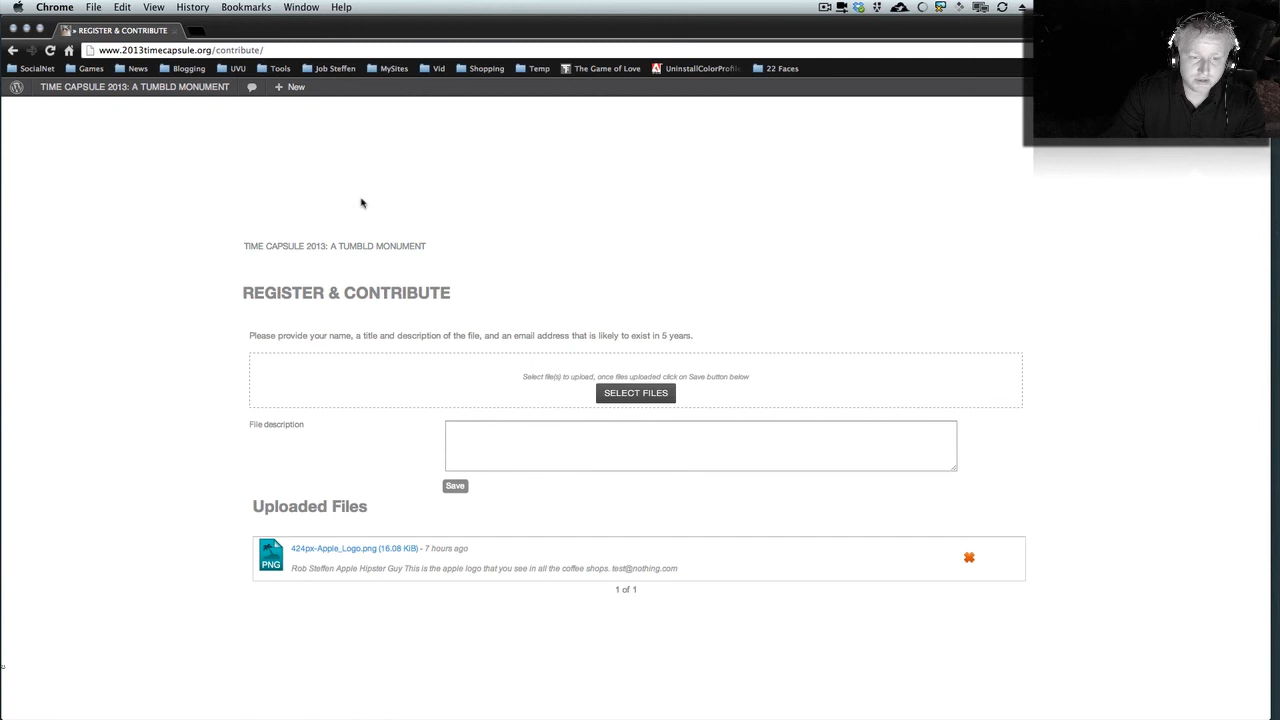 Chrome File Edit View History Bookmarks Window Help
» REGISTER & CONTRIBUTE
www.2013timecapsule.org/contribute/
SocialNet Games News Blogging UVU Tools Job Steffen MySites Vid Shopping Temp The Game of Love UninstallColorProfil 22 Faces
TIME CAPSULE 2013: A TUMBLD MONUMENT + New
TIME CAPSULE 2013: A TUMBLD MONUMENT
REGISTER & CONTRIBUTE
Please provide your name, a title and description of the file, and an email address that is likely to exist in 5 years.
Select file(s) to upload, once files uploaded click on Save button below
SELECT FILES
File description
Save
Uploaded Files
424px-Apple_Logo.png (16.08 KiB) - 7 hours ago
PNG
Rob Steffen Apple Hipster Guy This is the apple logo that you see in all the coffee shops. test@nothing.com
1 of 1